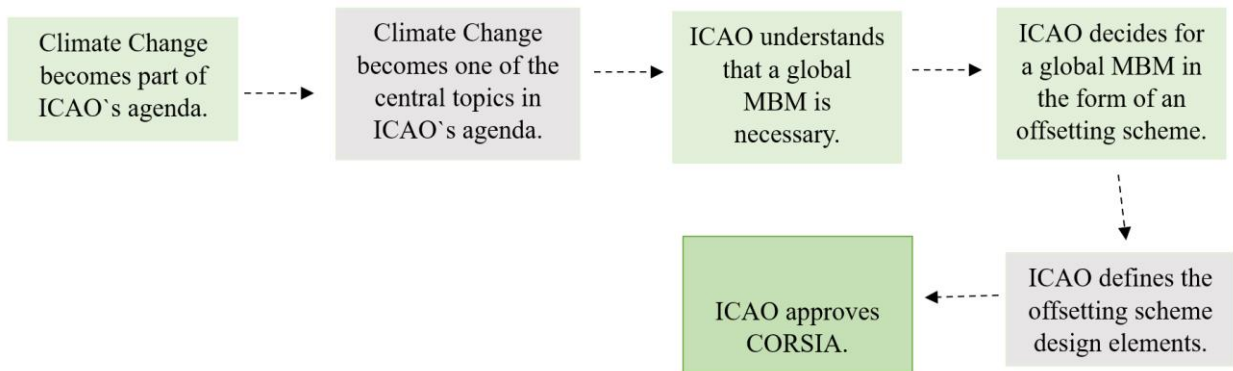 Climate Change
becomes part of
ICAO`s agenda.
Climate Change
becomes one of the
central topics in
ICAO`s agenda.
ICAO understands
that a global
MBM is
necessary.
ICAO decides for
a global MBM in
the form of an
offsetting scheme.
ICAO defines the
offsetting scheme
design elements.
ICAO approves
CORSIA.